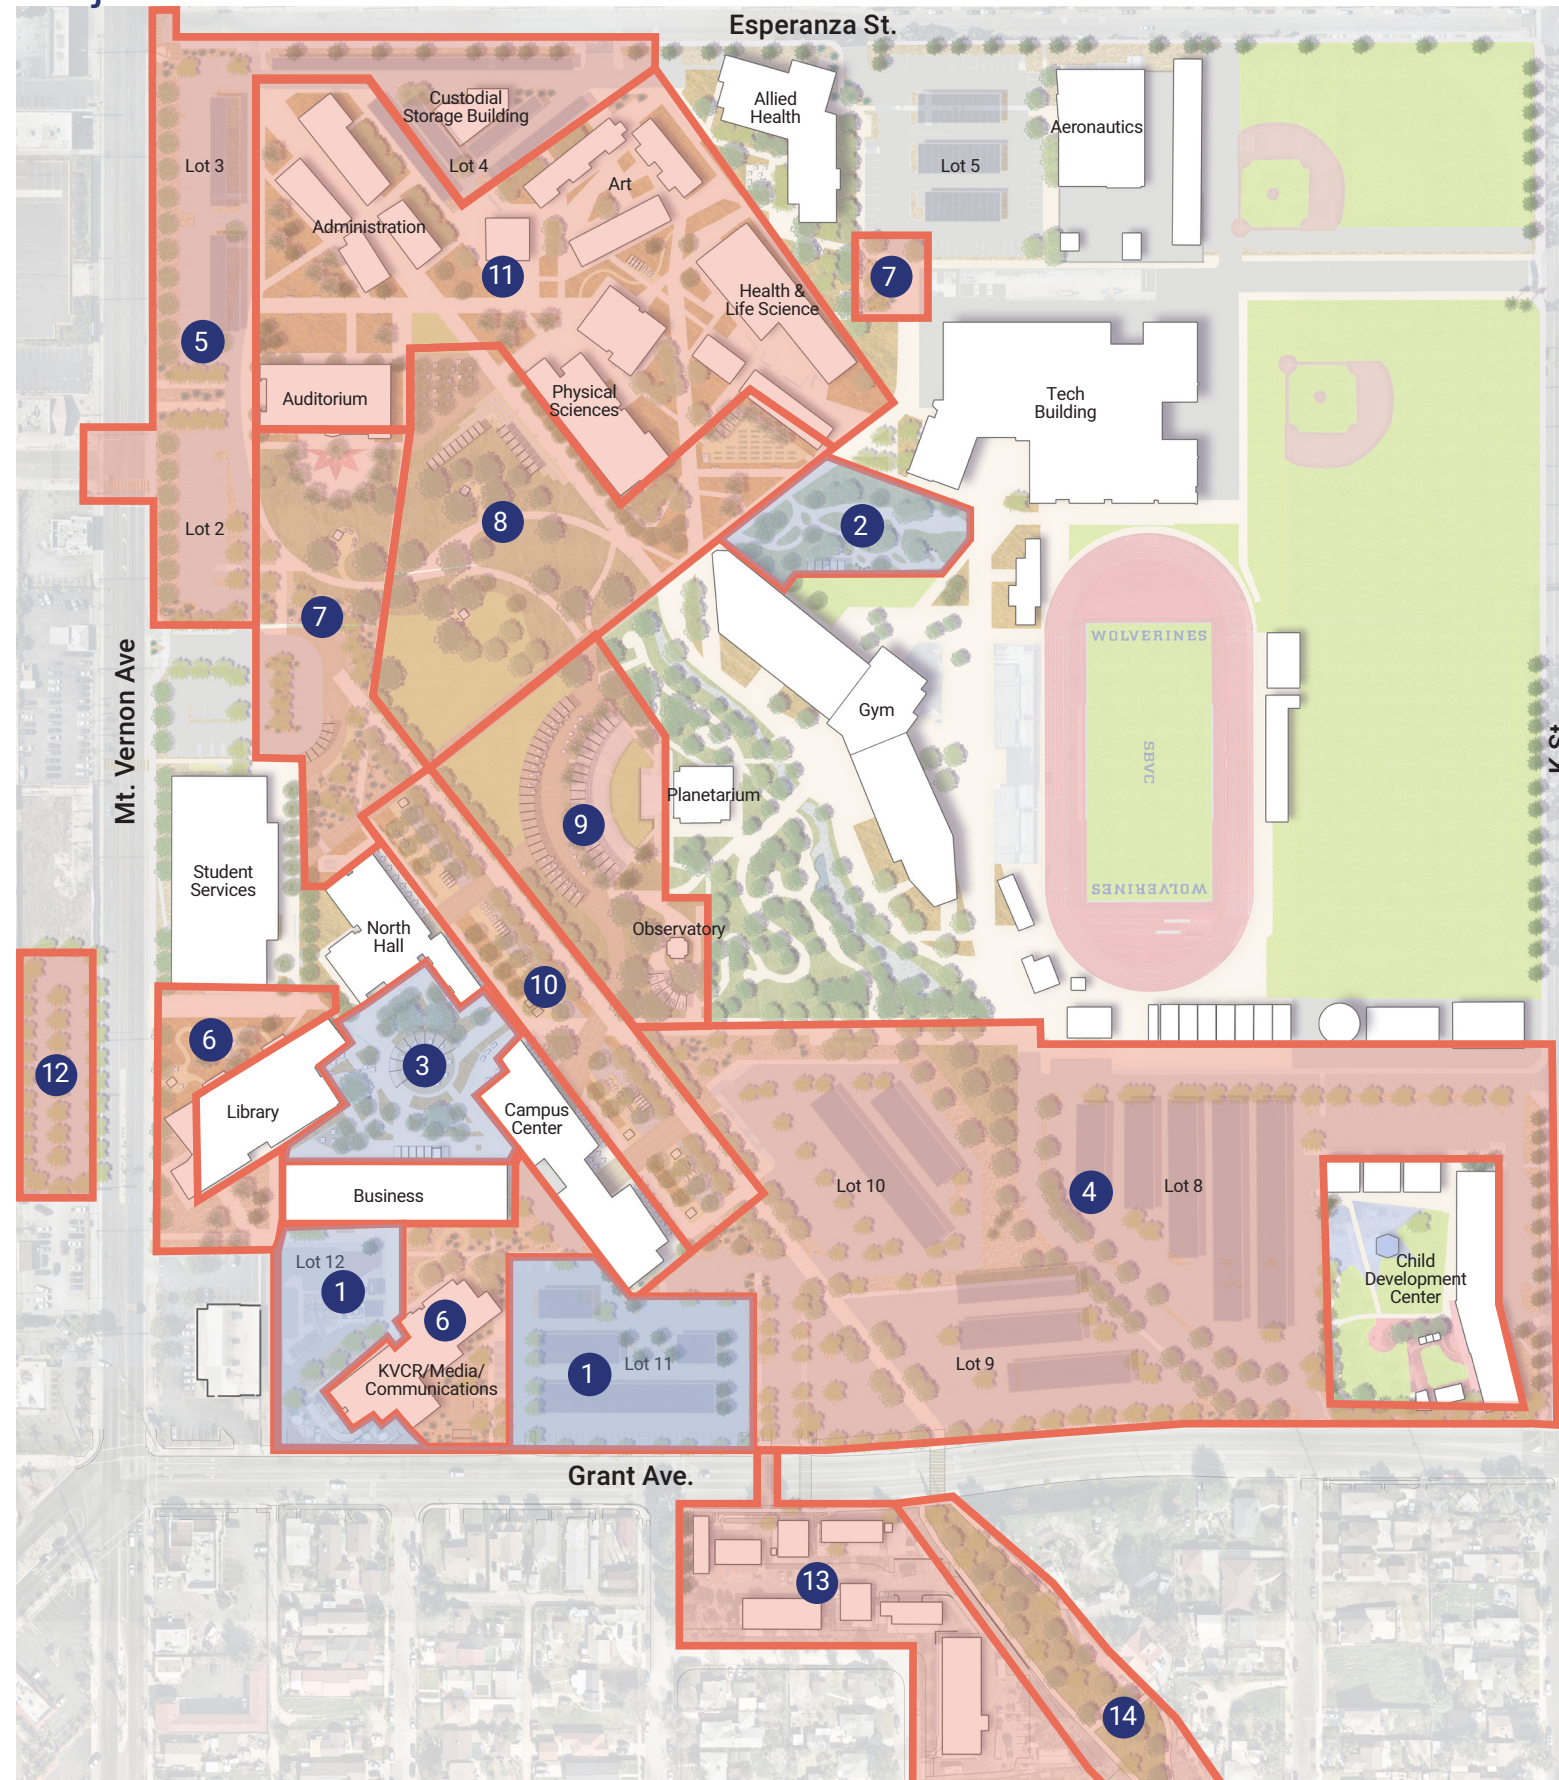 Esperanza St.
Custodial
Storage Building
Allied
Health
Aeronautics
Lot 3
Lot 4
Lot 5
Art
Administration
11
7
Health &
Life Science
5
Auditorium
Physical
Sciences
Tech
Building
8
2
Lot 2
7
WOLVERINES
Mt. Vernon Ave
Gym
SBVC
K St
Planetarium
9
Student
Services
WOLVERINES
North
Hall
Observatory
10
6
3
12
Library
Campus
Center
Business
Lot 10
4
Lot 8
Lot 12
1
Child
Development
Center
6
KVCR/Media/
Communications
1
Lot 11
Lot 9
Grant Ave.
13
14